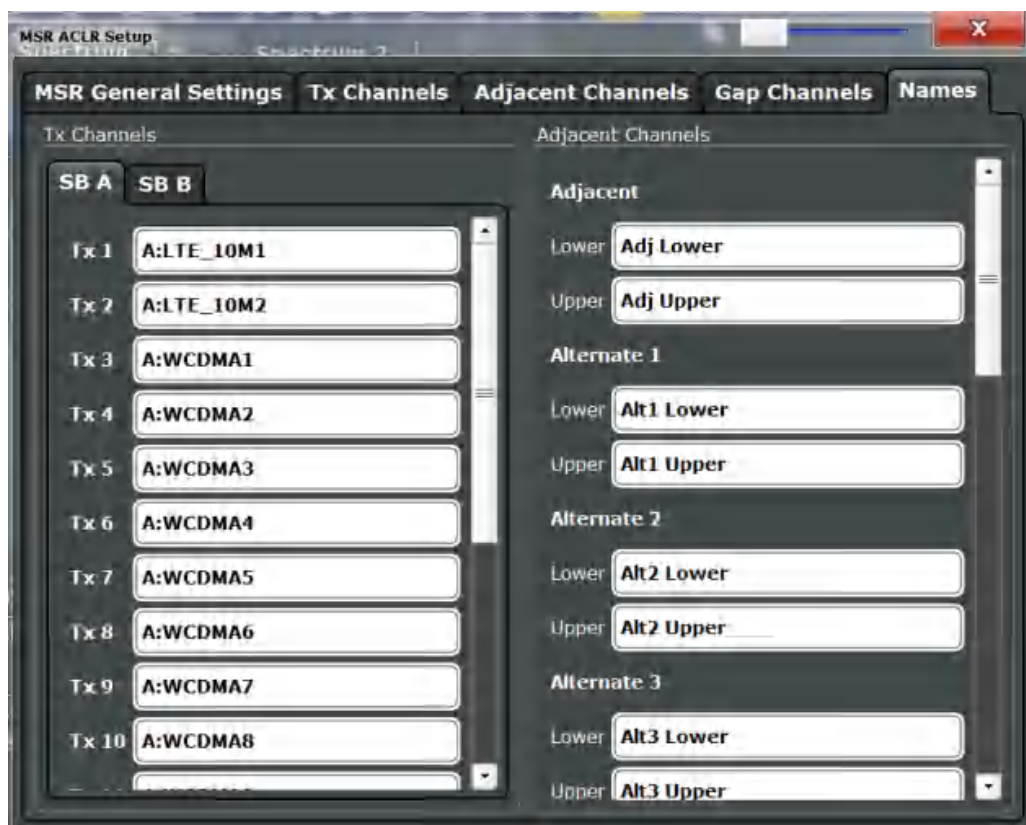 MSR ACLR Setup
Spectrum Spectrum 2
X
MSR General Settings Tx Channels Adjacent Channels Gap Channels Names
Tx Channels
SB A SB B
Tx 1 A:LTE_10M1
Tx 2 A:LTE_10M2
Tx 3 A:WCDMA1
Tx 4 A:WCDMA2
Tx 5 A:WCDMA3
Tx 6 A:WCDMA4
Tx 7 A:WCDMA5
Tx 8 A:WCDMA6
Tx 9 A:WCDMA7
Tx 10 A:WCDMA8
Adjacent Channels
Adjacent
Lower Adj Lower
Upper Adj Upper
Alternate 1
Lower Alt1 Lower
Upper Alt1 Upper
Alternate 2
Lower Alt2 Lower
Upper Alt2 Upper
Alternate 3
Lower Alt3 Lower
Upper Alt3 Upper